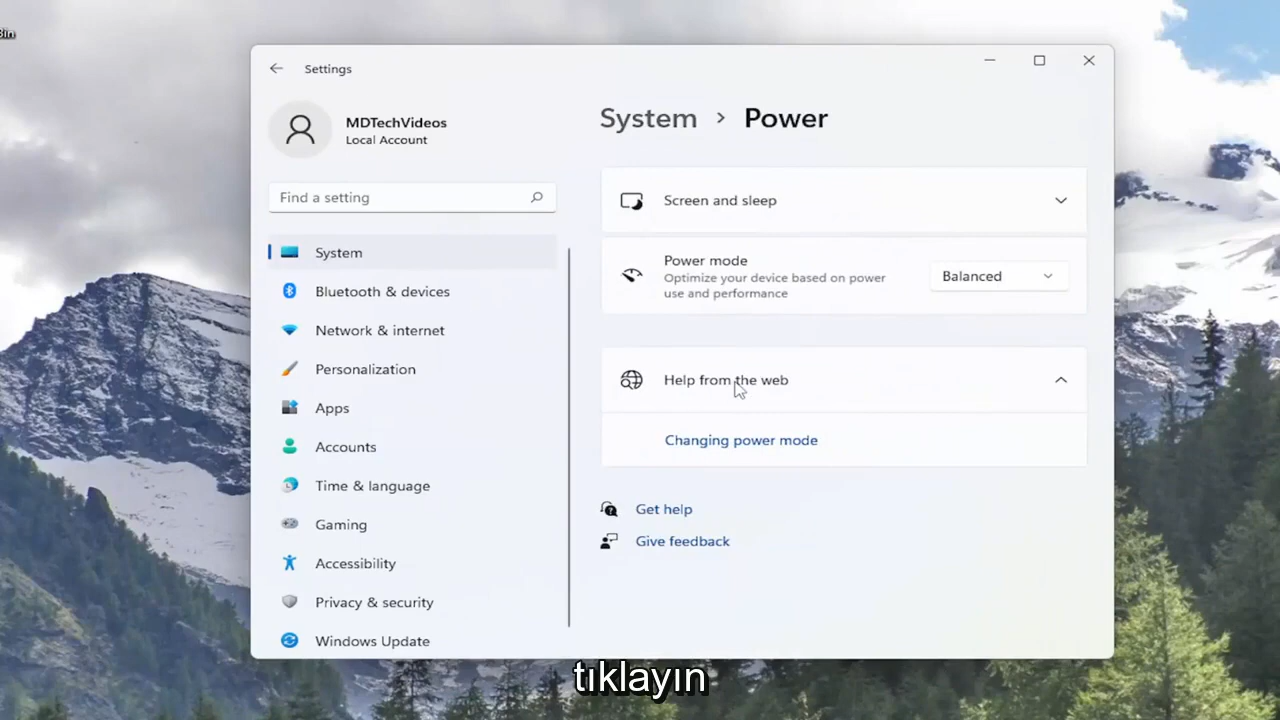 Bin
Settings
MDTechVideos
Local Account
Find a setting
System
Bluetooth & devices
Network & internet
Personalization
Apps
Accounts
Time & language
Gaming
Accessibility
Privacy & security
Windows Update
System > Power
Screen and sleep
Power mode
Optimize your device based on power
use and performance
Balanced
Help from the web
Changing power mode
Get help
Give feedback
tıklayın